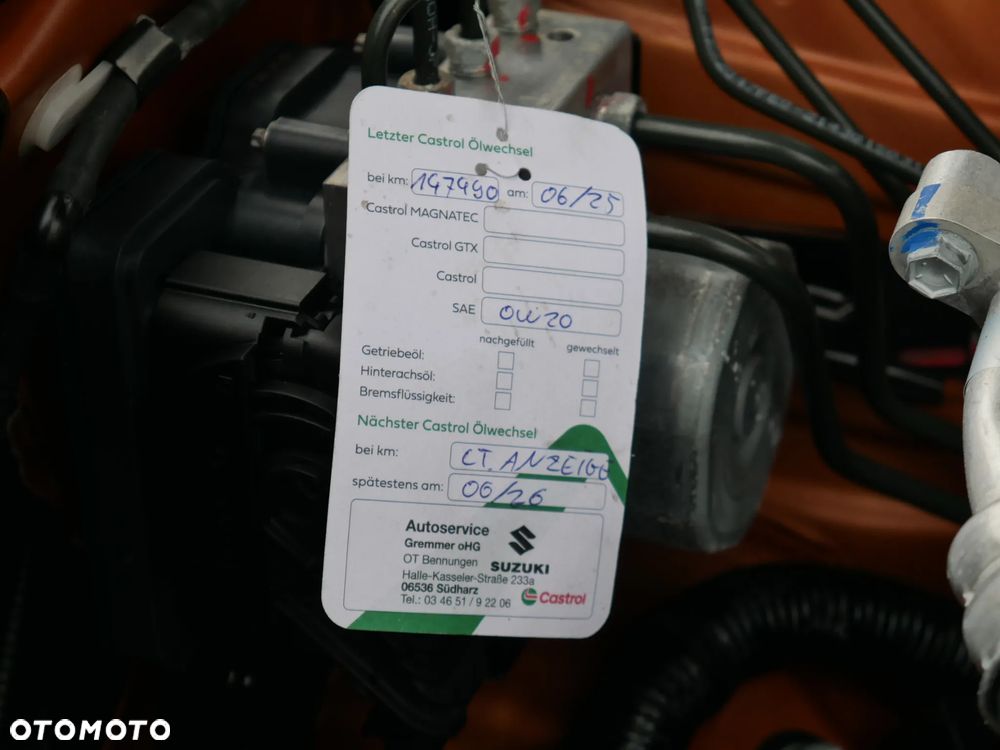 Letzter Castrol Ölwechsel
bei km: 147490 am: 06/25
Castrol MAGNATEC
Castrol GTX
Castrol
SAE 0W20
nachgefüllt gewechselt
Getriebeöl:
Hinterachsöl:
Bremsflüssigkeit:
Nächster Castrol Ölwechsel
bei km: LT. ANZEIGE
spätestens am: 06/26
Autoservice
Gremmer oHG
OT Bennungen
SUZUKI
Halle-Kasseler-Straße 233a
06536 Südharz
Tel.: 03 46 51 / 9 22 06
Castrol
OTOMOTO